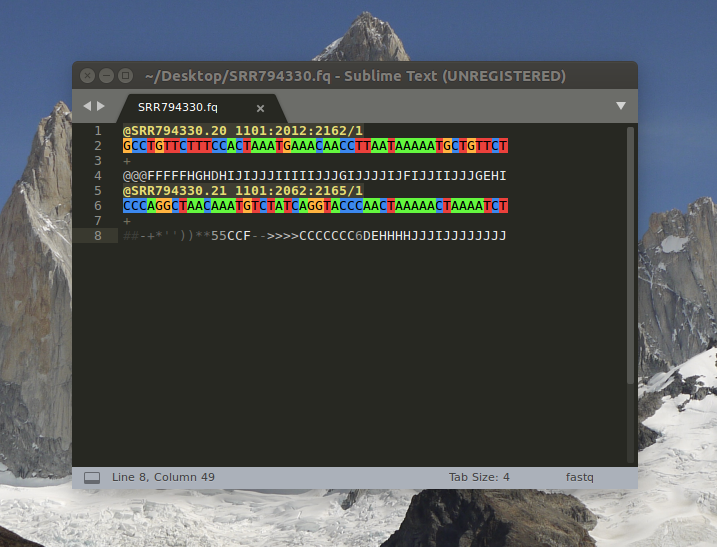 ~/Desktop/SRR794330.fq - Sublime Text (UNREGISTERED)
SRR794330.fq
1 @SRR794330.20 1101:2012:2162/1
2 GCCTGTTCTTTCCACTAAATGAAACAACCTTAATAAAAATGCTGTTCT
3 +
4 @@@FFFFFHGHDHIJIJJJIIIIIJJJGIJJJJIJFIJJIIJJJGEHI
5 @SRR794330.21 1101:2062:2165/1
6 CCCAGGCTAACAAATGTCTATCAGGTACCCAACTAAAAACTAAAATCT
7 +
8 ##-+*''))**55CCF-->>>>CCCCCCC6DEHHHHJJJIJJJJJJJJ
Line 8, Column 49 Tab Size: 4 fastq